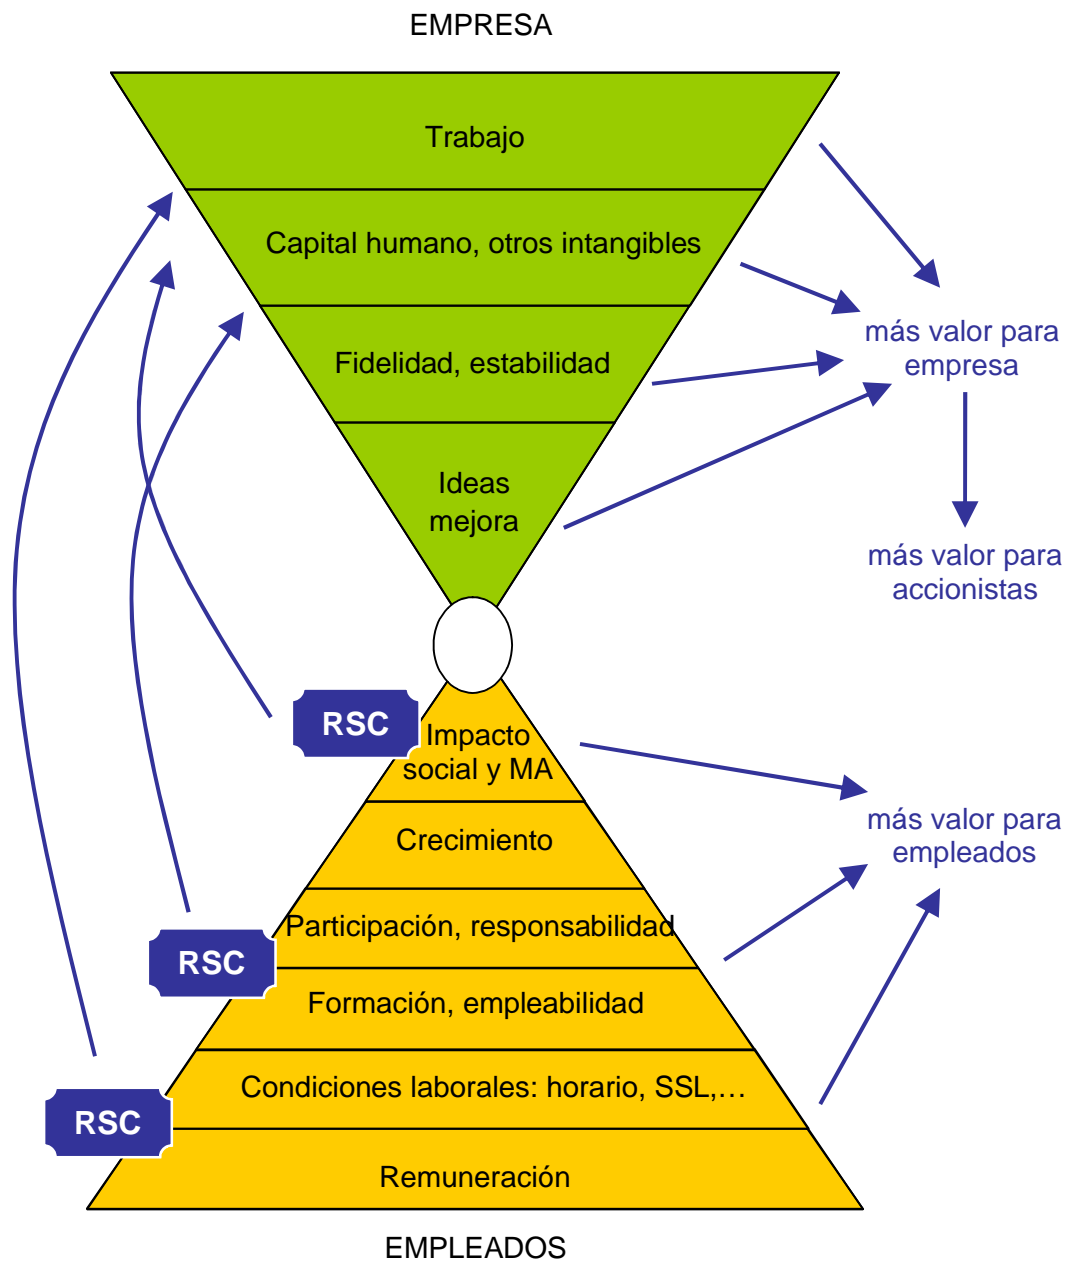 EMPRESA
Trabajo
Capital humano, otros intangibles
más valor para
empresa
Fidelidad, estabilidad
Ideas
mejora
más valor para
accionistas
RSC
Impacto
social y MA
más valor para
empleados
Crecimiento
Participación, responsabilidad
RSC
Formación, empleabilidad
Condiciones laborales: horario, SSL,…
RSC
Remuneración
EMPLEADOS